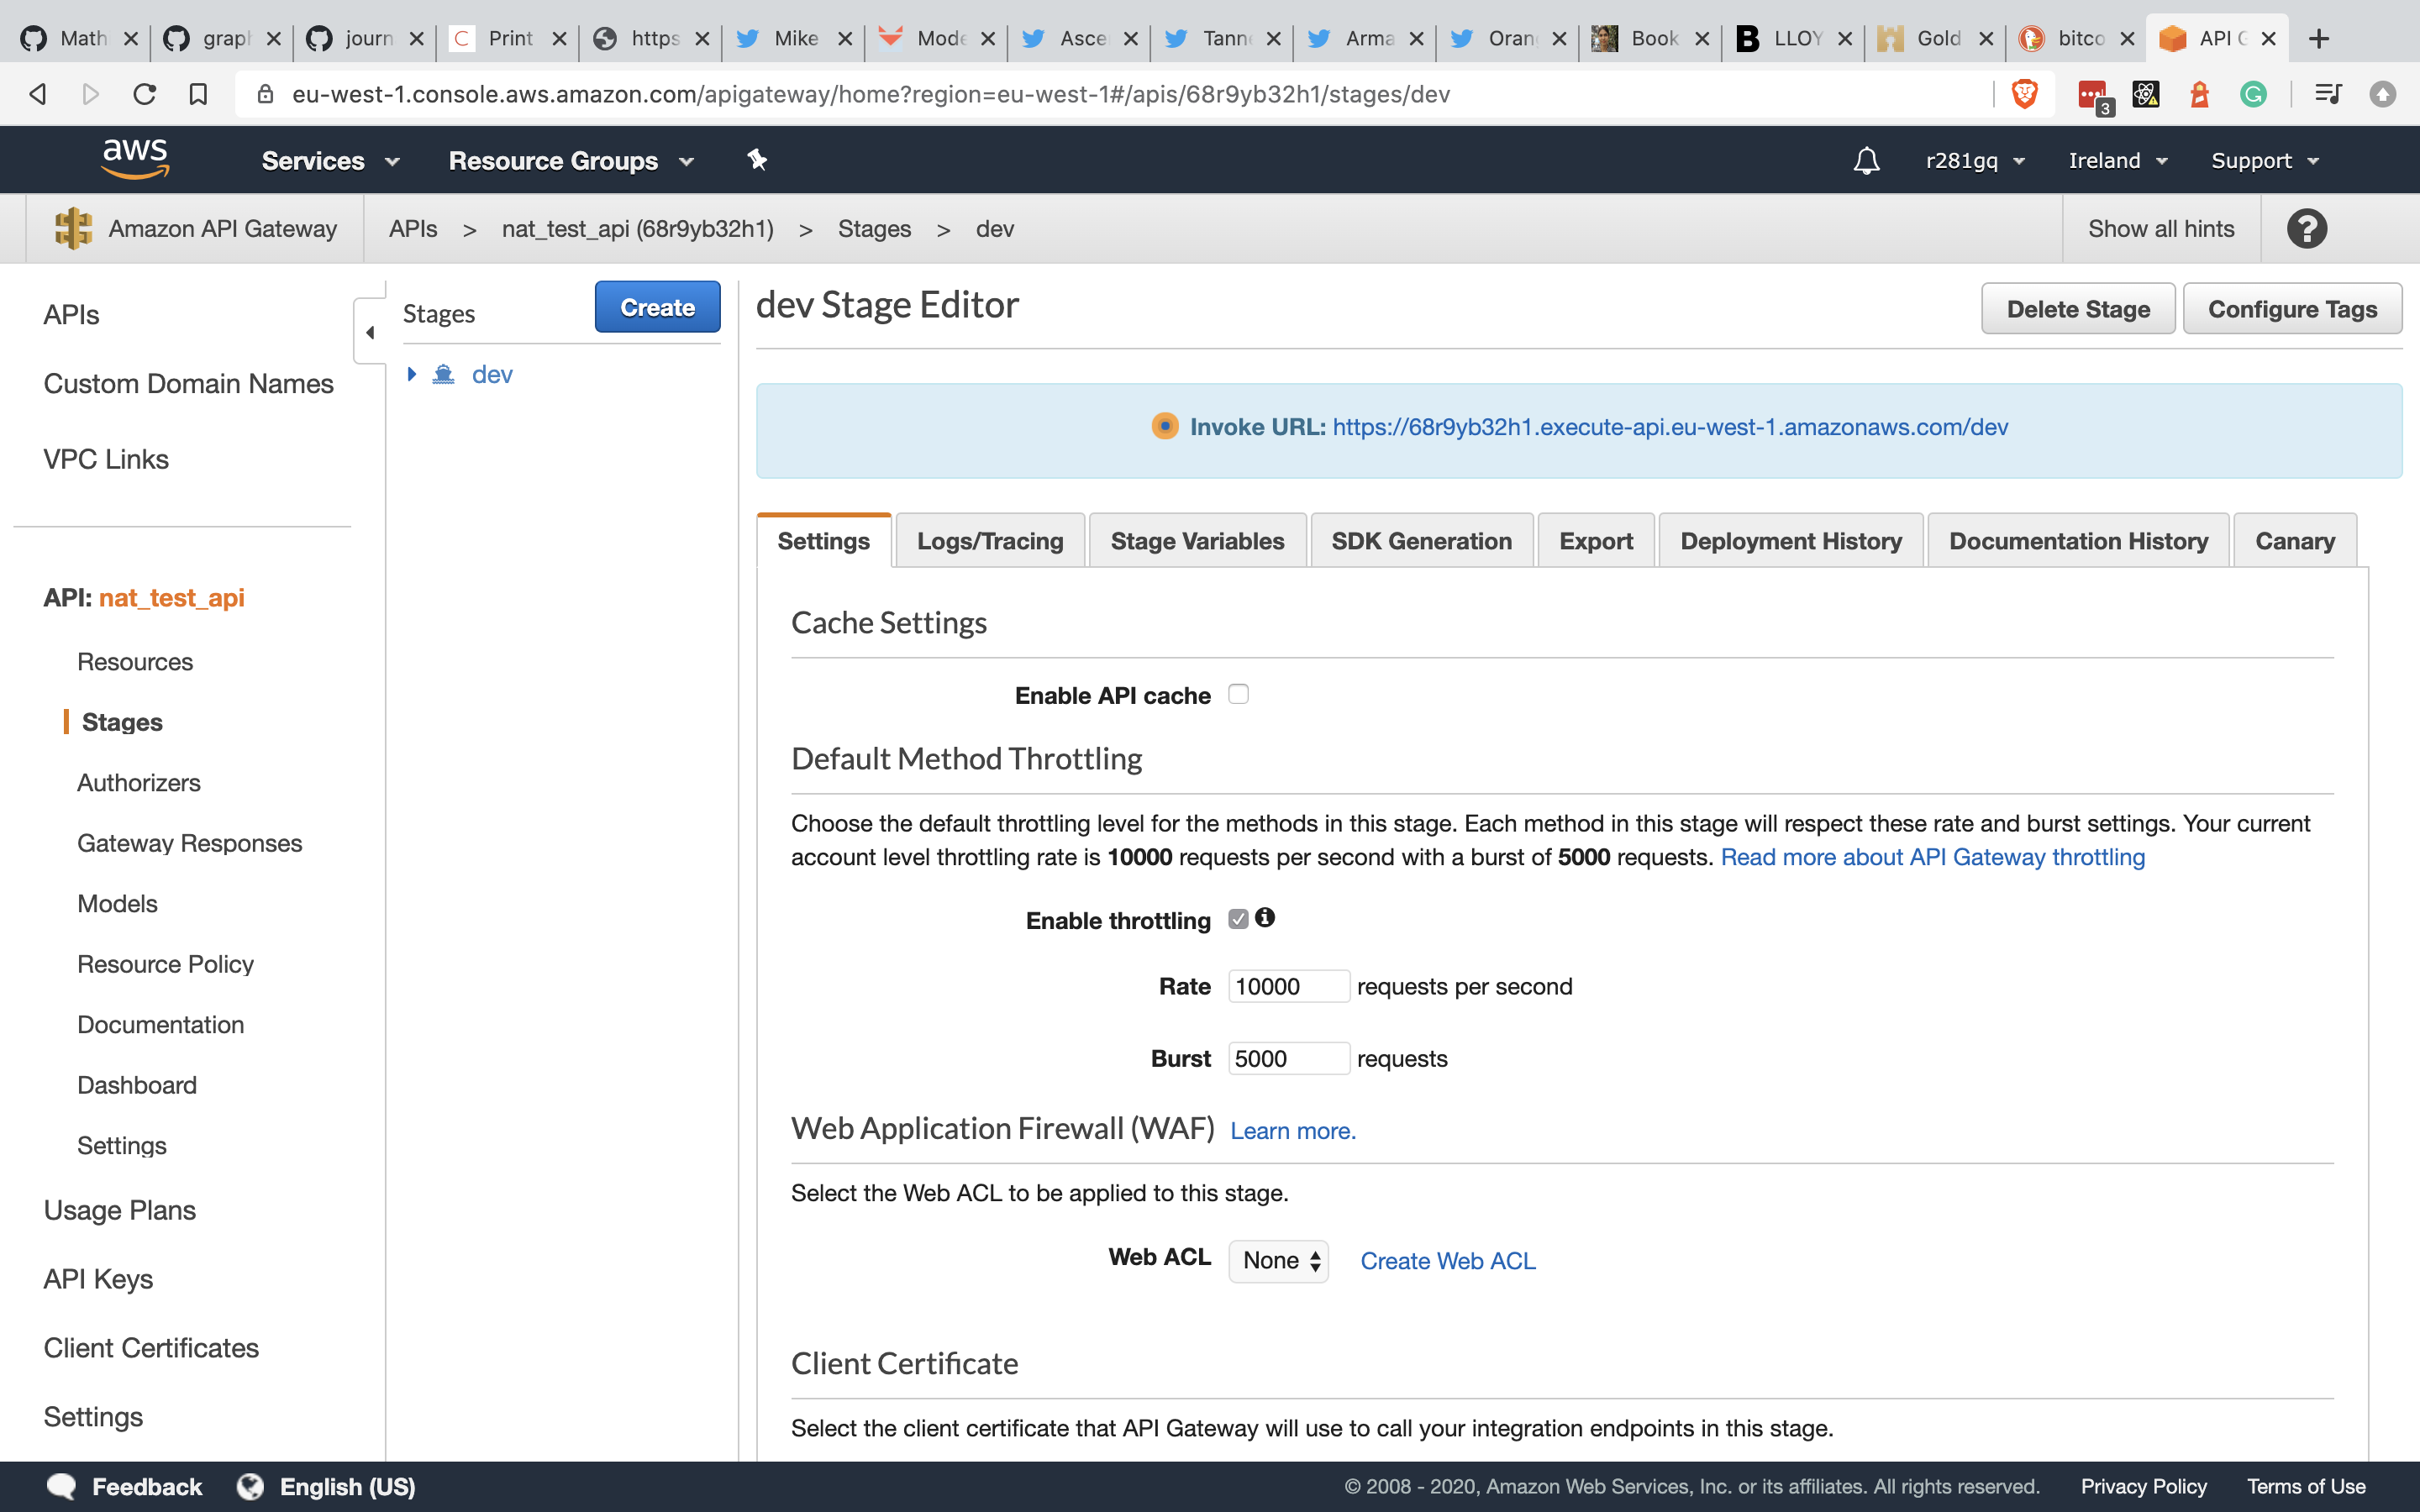 Math
grap
journ
C Print
https
Mike
Mode
Asce
Tann
Arma
Oran
Book
B LLOY
Gold
bitco
API G
eu-west-1.console.aws.amazon.com/apigateway/home?region=eu-west-1#/apis/68r9yb32h1/stages/dev
3
aws Services Resource Groups r281gq Ireland Support
Amazon API Gateway APIs > nat_test_api (68r9yb32h1) > Stages > dev Show all hints ?
APIs
Custom Domain Names
VPC Links
API: nat_test_api
Resources
Stages
Authorizers
Gateway Responses
Models
Resource Policy
Documentation
Dashboard
Settings
Usage Plans
API Keys
Client Certificates
Settings
Stages Create
dev
dev Stage Editor Delete Stage Configure Tags
Invoke URL: https://68r9yb32h1.execute-api.eu-west-1.amazonaws.com/dev
Settings Logs/Tracing Stage Variables SDK Generation Export Deployment History Documentation History Canary
Cache Settings
Enable API cache
Default Method Throttling
Choose the default throttling level for the methods in this stage. Each method in this stage will respect these rate and burst settings. Your current
account level throttling rate is 10000 requests per second with a burst of 5000 requests. Read more about API Gateway throttling
Enable throttling
Rate 10000 requests per second
Burst 5000 requests
Web Application Firewall (WAF) Learn more.
Select the Web ACL to be applied to this stage.
Web ACL None Create Web ACL
Client Certificate
Select the client certificate that API Gateway will use to call your integration endpoints in this stage.
Feedback English (US) © 2008 - 2020, Amazon Web Services, Inc. or its affiliates. All rights reserved. Privacy Policy Terms of Use